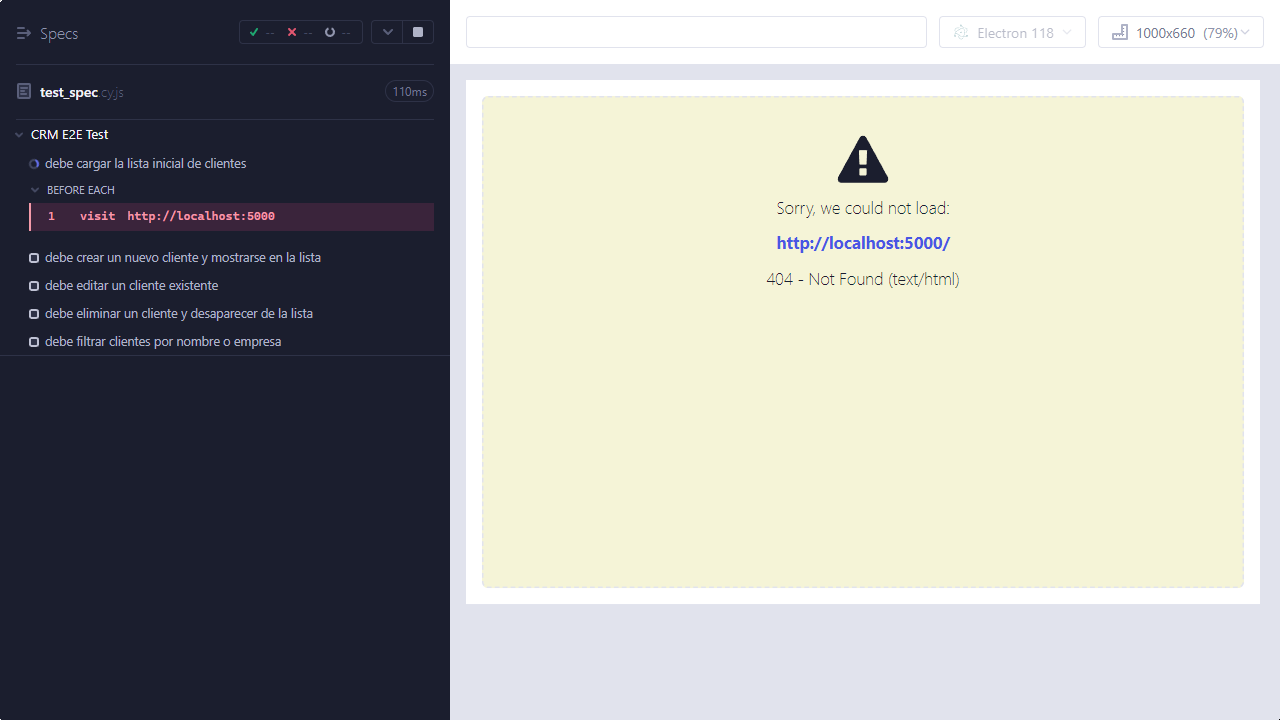 Specs
-- -- --
test_spec.cy.js
110ms
CRM E2E Test
debe cargar la lista inicial de clientes
BEFORE EACH
1 visit http://localhost:5000
debe crear un nuevo cliente y mostrarse en la lista
debe editar un cliente existente
debe eliminar un cliente y desaparecer de la lista
debe filtrar clientes por nombre o empresa
Electron 118
1000x660 (79%)
Sorry, we could not load:
http://localhost:5000/
404 - Not Found (text/html)